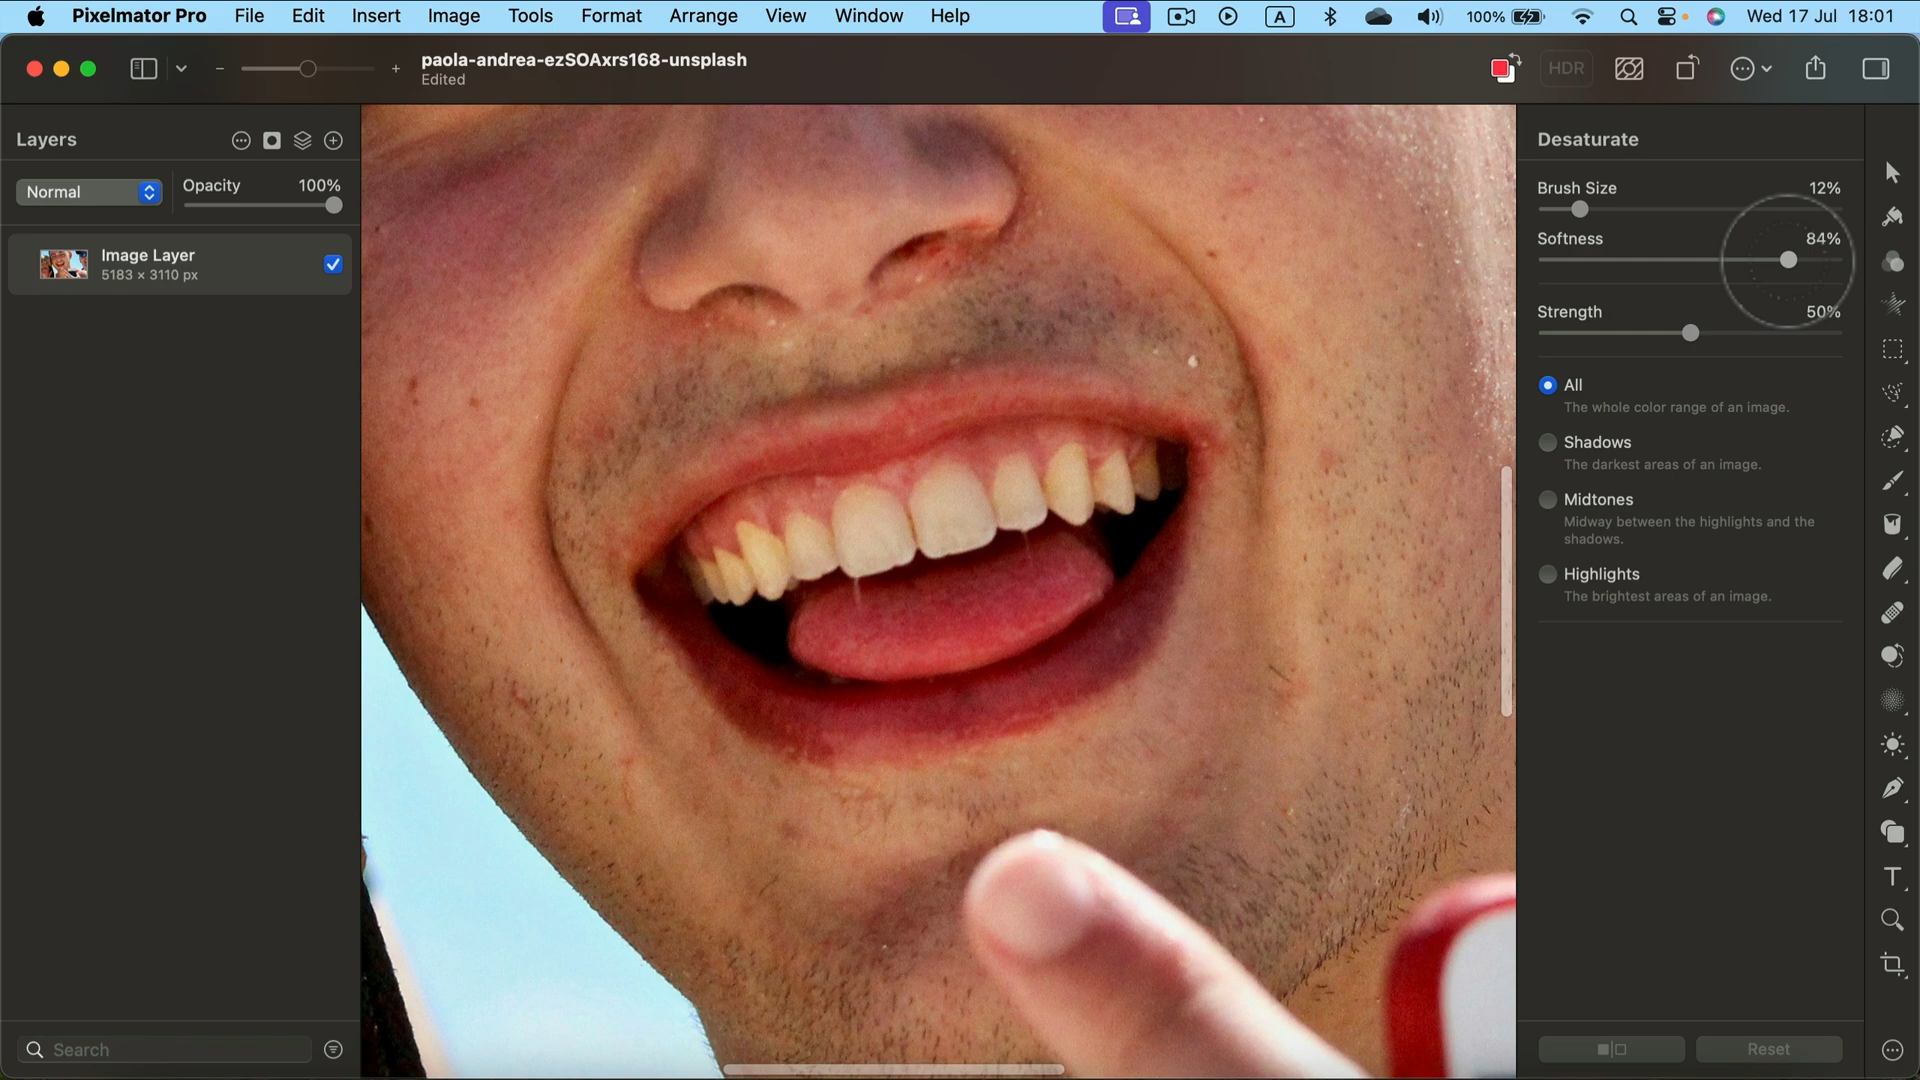 Pixelmator Pro File Edit Insert Image Tools Format Arrange View Window Help A 100% Wed 17 Jul 18:01
paola-andrea-ezSOAxrs168-unsplash
Edited
HDR
Layers
Normal
Opacity 100%
Image Layer
5183 × 3110 px
Search
Desaturate
Brush Size 12%
Softness 84%
Strength 50%
All
The whole color range of an image.
Shadows
The darkest areas of an image.
Midtones
Midway between the highlights and the
shadows.
Highlights
The brightest areas of an image.
T
Reset